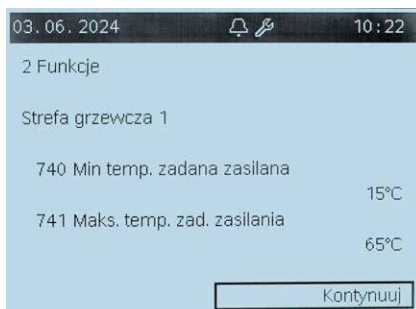 03.06.2024 10:22
2 Funkcje
Strefa grzewcza 1
740 Min temp. zadana zasilana
15°C
741 Maks. temp. zad. zasilania
65°C
Kontynuuj